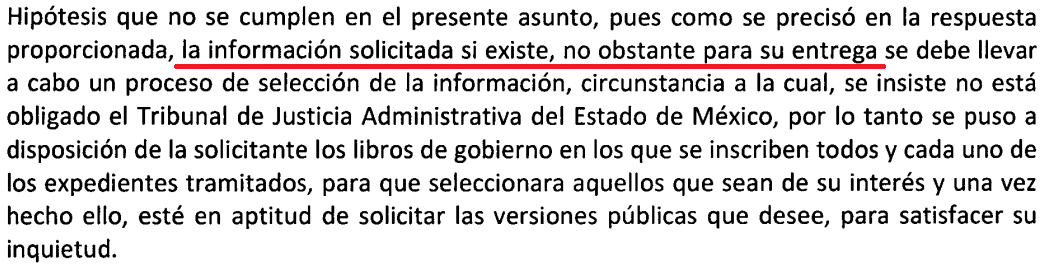 Hipótesis que no se cumplen en el presente asunto, pues como se precisó en la respuesta
proporcionada, la información solicitada si existe, no obstante para su entrega se debe llevar
a cabo un proceso de selección de la información, circunstancia a la cual, se insiste no está
obligado el Tribunal de Justicia Administrativa del Estado de México, por lo tanto se puso a
disposición de la solicitante los libros de gobierno en los que se inscriben todos y cada uno de
los expedientes tramitados, para que seleccionara aquellos que sean de su interés y una vez
hecho ello, esté en aptitud de solicitar las versiones públicas que desee, para satisfacer su
inquietud.